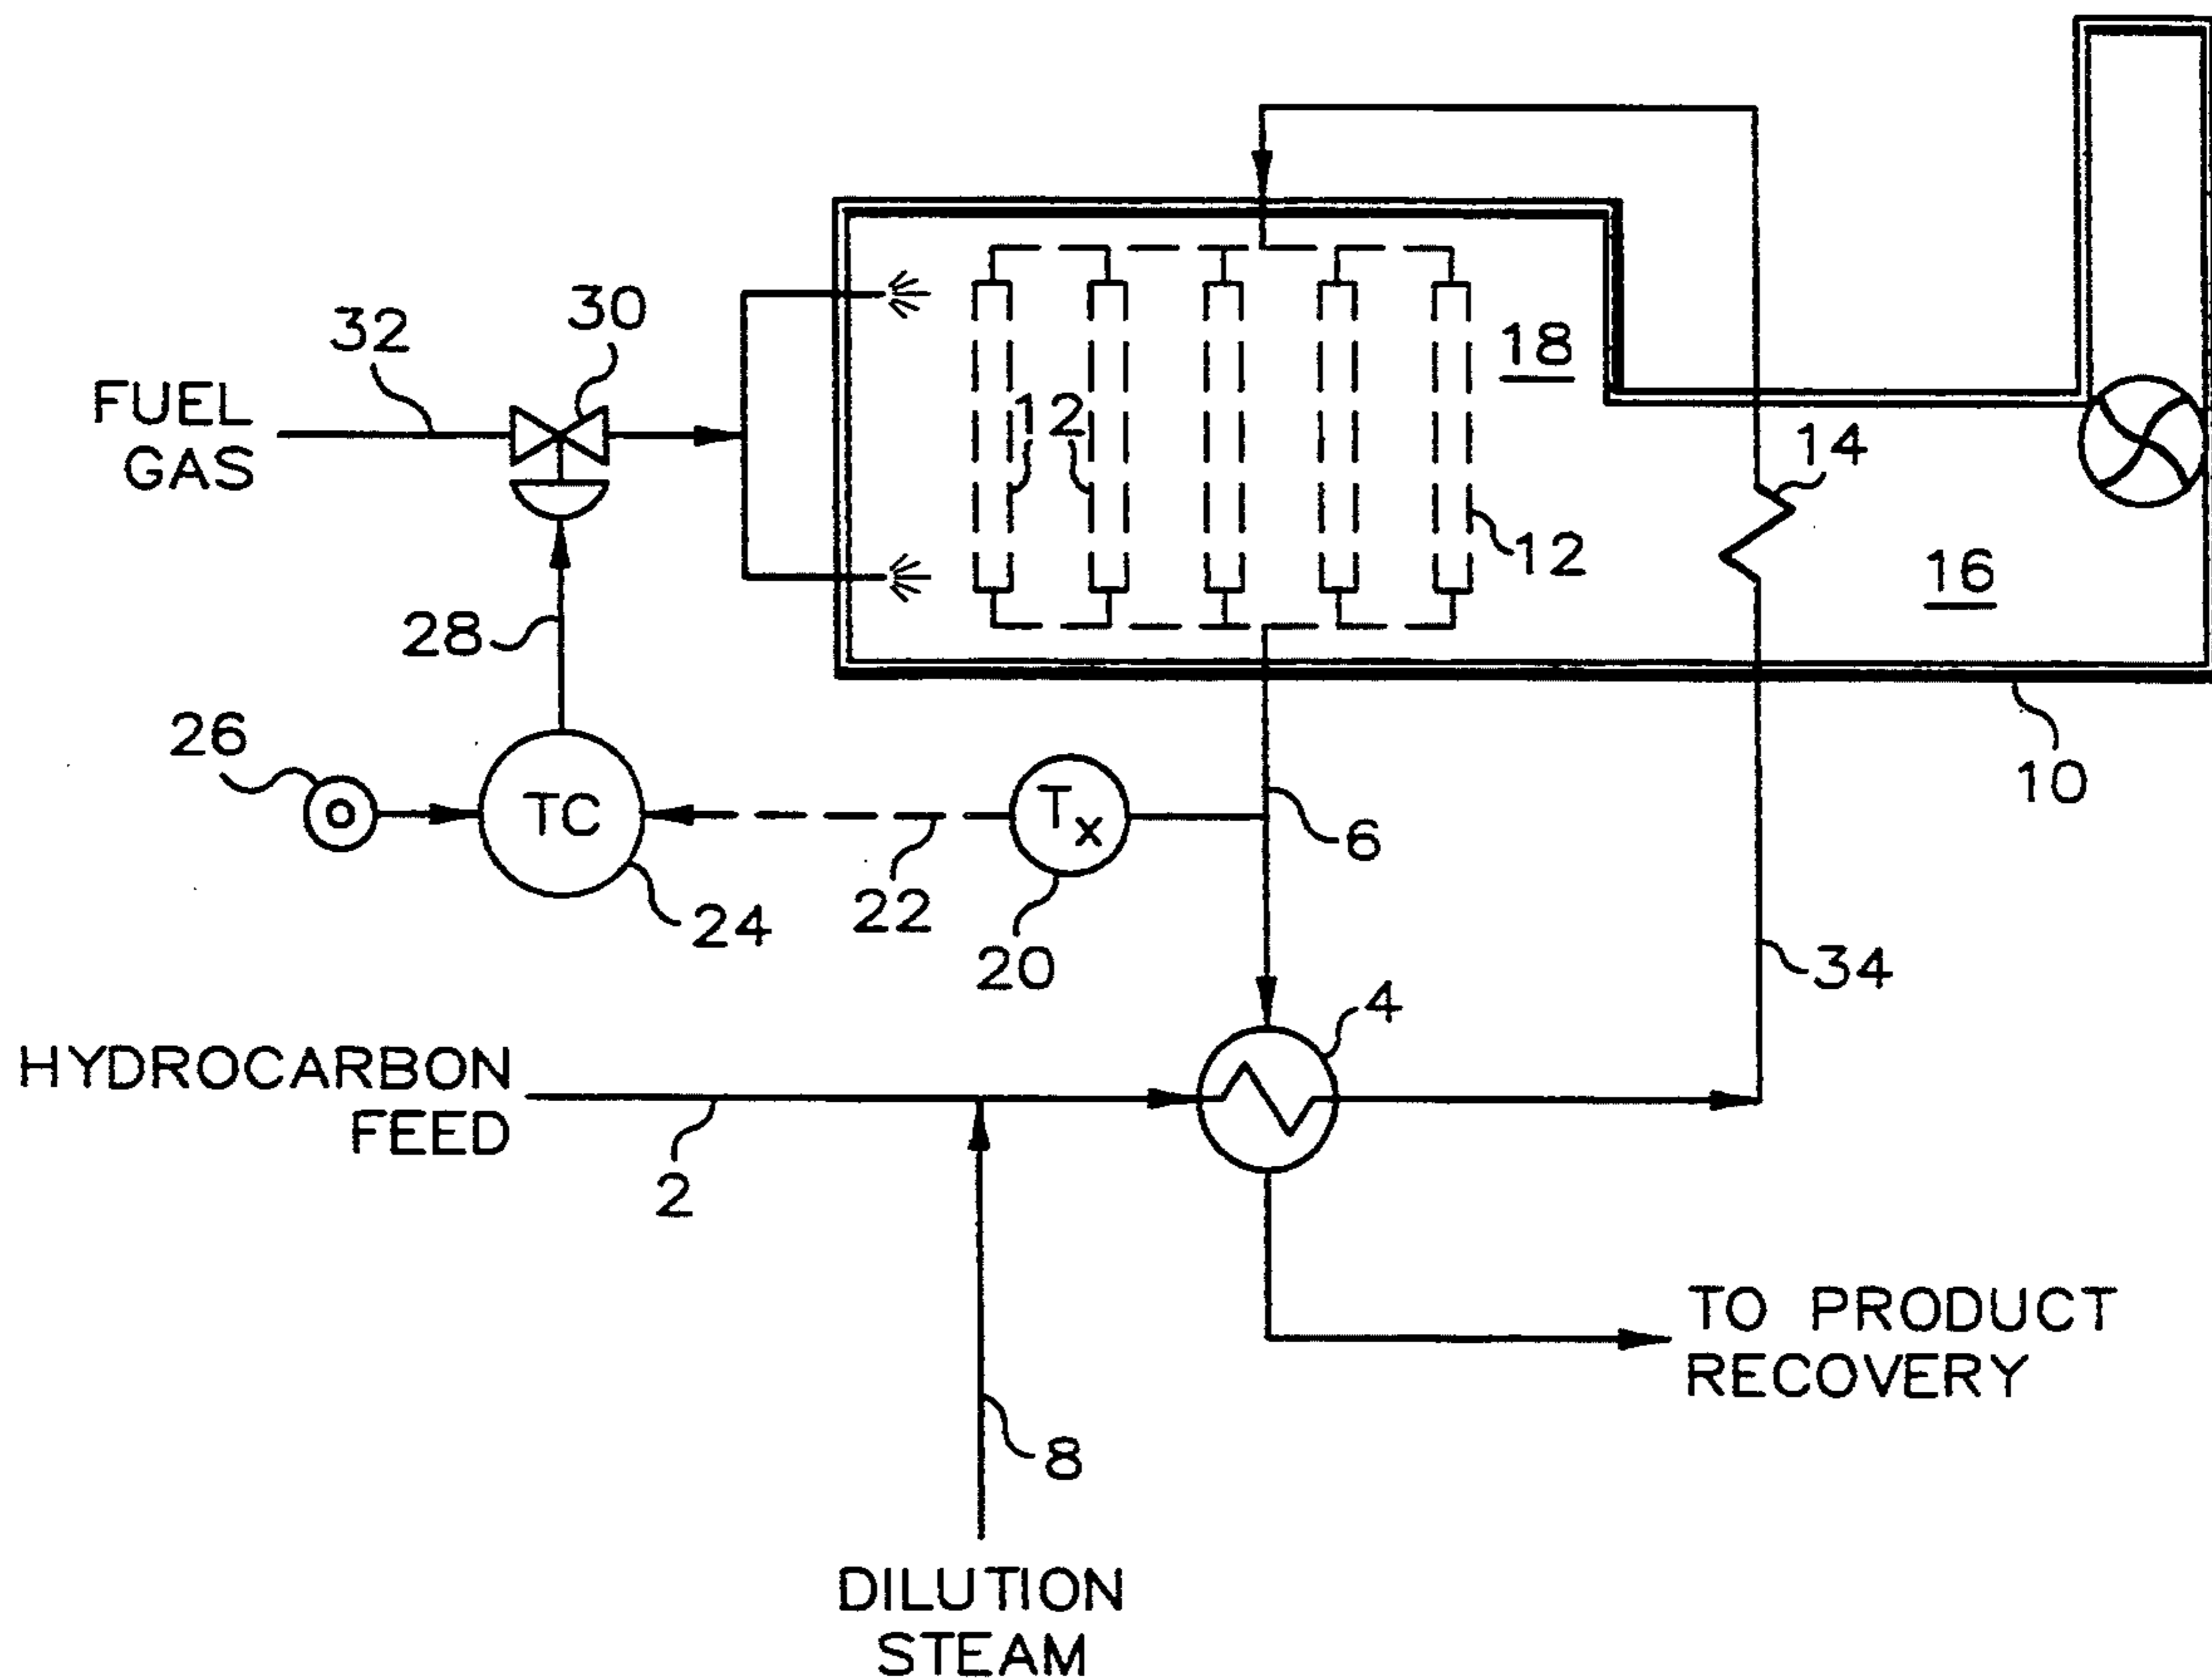 30
32
FUEL
GAS
18
12
12
14
12
16
28
26
TC
Tx
6
10
22
24
20
34
4
HYDROCARBON
FEED
2
8
TO PRODUCT
RECOVERY
DILUTION
STEAM